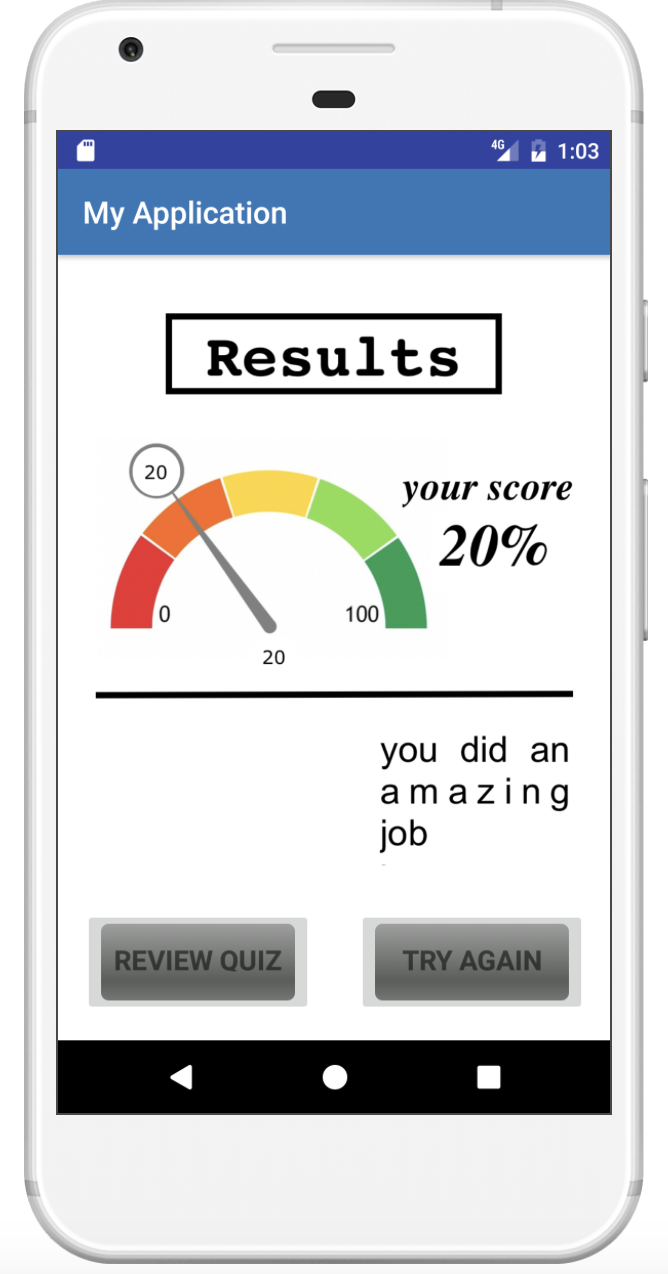 4G 1:03
My Application
Results
20
your score
20%
0 100
20
you did an
amazing
job
REVIEW QUIZ TRY AGAIN